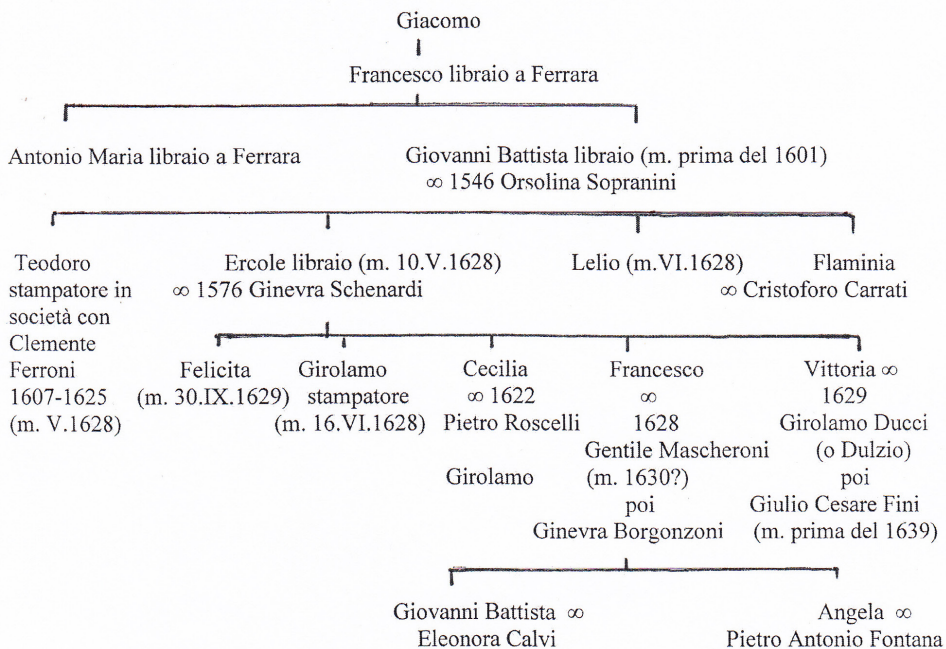 Giacomo
Francesco libraio a Ferrara
Antonio Maria libraio a Ferrara
Giovanni Battista libraio (m. prima del 1601)
∞ 1546 Orsolina Sopranini
Teodoro
stampatore in
società con
Clemente
Ferroni
1607-1625
(m. V.1628)
Ercole libraio (m. 10.V.1628)
∞ 1576 Ginevra Schenardi
Lelio (m.VI.1628)
Flaminia
∞ Cristoforo Carrati
Felicita
(m. 30.IX.1629)
Girolamo
stampatore
(m. 16.VI.1628)
Cecilia
∞ 1622
Pietro Roscelli
Girolamo
Francesco
∞
1628
Gentile Mascheroni
(m. 1630?)
poi
Ginevra Borgonzoni
Vittoria ∞
1629
Girolamo Ducci
(o Dulzio)
poi
Giulio Cesare Fini
(m. prima del 1639)
Giovanni Battista ∞
Eleonora Calvi
Angela ∞
Pietro Antonio Fontana